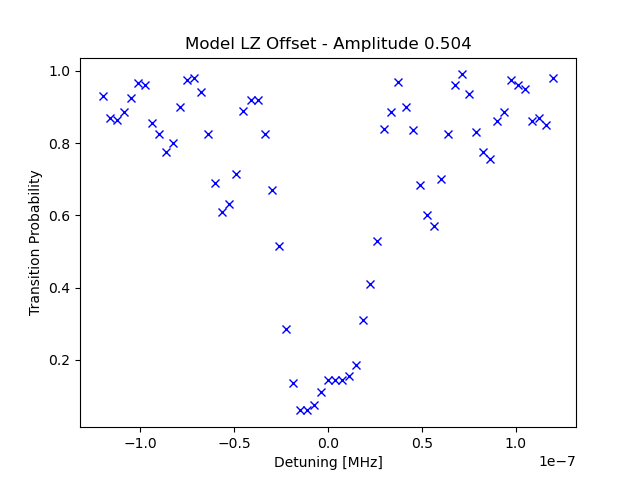 Model LZ Offset - Amplitude 0.504
1.0
0.8
0.6
0.4
0.2
Transition Probability
−1.0
−0.5
0.0
0.5
1.0
1e−7
Detuning [MHz]